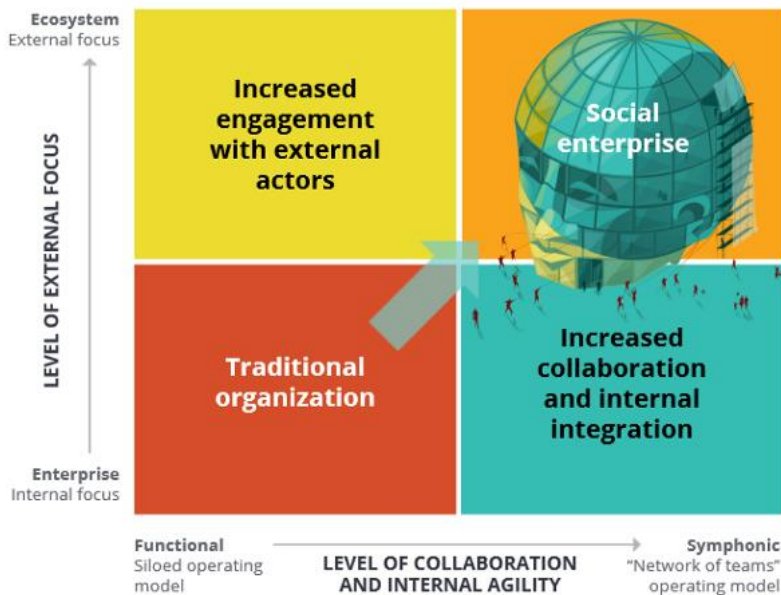 Ecosystem
External focus
LEVEL OF EXTERNAL FOCUS
Enterprise
Internal focus
Increased
engagement
with external
actors
Social
enterprise
Traditional
organization
Increased
collaboration
and internal
integration
Functional
Siloed operating
model
LEVEL OF COLLABORATION
AND INTERNAL AGILITY
Symphonic
"Network of teams"
operating model